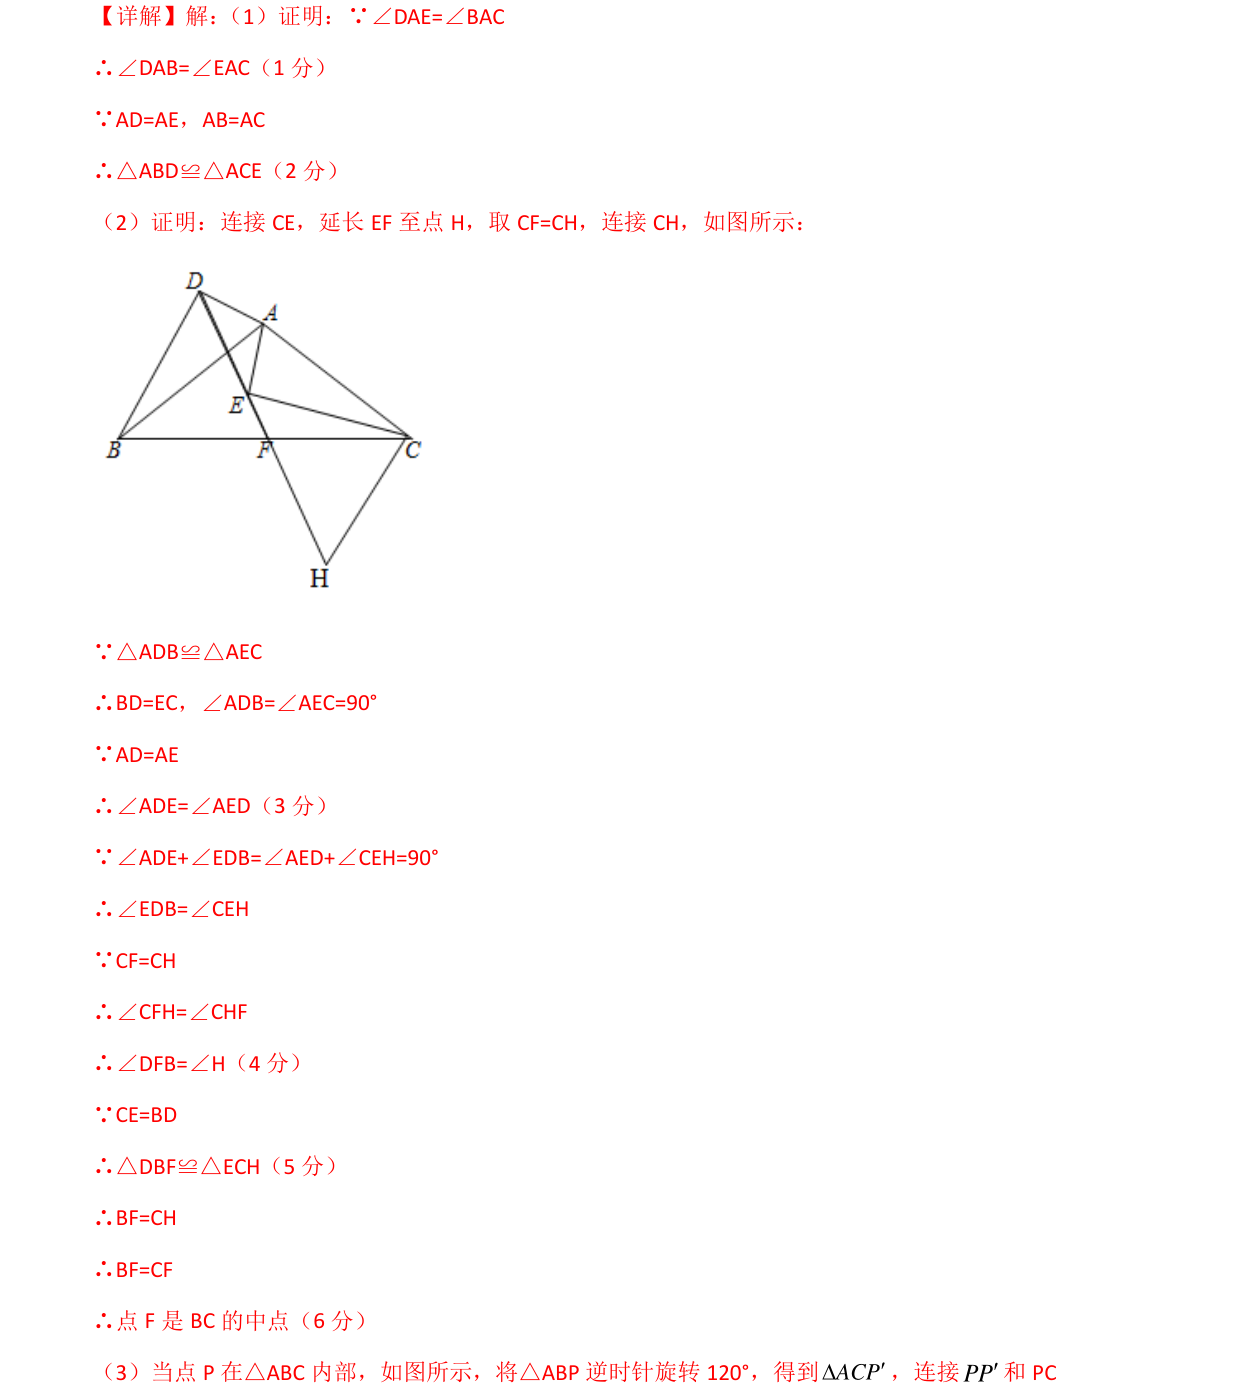 【详解】解：（1）证明：∵∠DAE=∠BAC
∴∠DAB=∠EAC（1 分）
∵AD=AE，AB=AC
∴△ABD≌△ACE（2 分）
（2）证明：连接 CE，延长 EF 至点 H，取 CF=CH，连接 CH，如图所示：
D
A
E
B
F
C
H
∵△ADB≌△AEC
∴BD=EC，∠ADB=∠AEC=90°
∵AD=AE
∴∠ADE=∠AED（3 分）
∵∠ADE+∠EDB=∠AED+∠CEH=90°
∴∠EDB=∠CEH
∵CF=CH
∴∠CFH=∠CHF
∴∠DFB=∠H（4 分）
∵CE=BD
∴△DBF≌△ECH（5 分）
∴BF=CH
∴BF=CF
∴点 F 是 BC 的中点（6 分）
（3）当点 P 在△ABC 内部，如图所示，将△ABP 逆时针旋转 120°，得到ΔACP′，连接 PP′ 和 PC